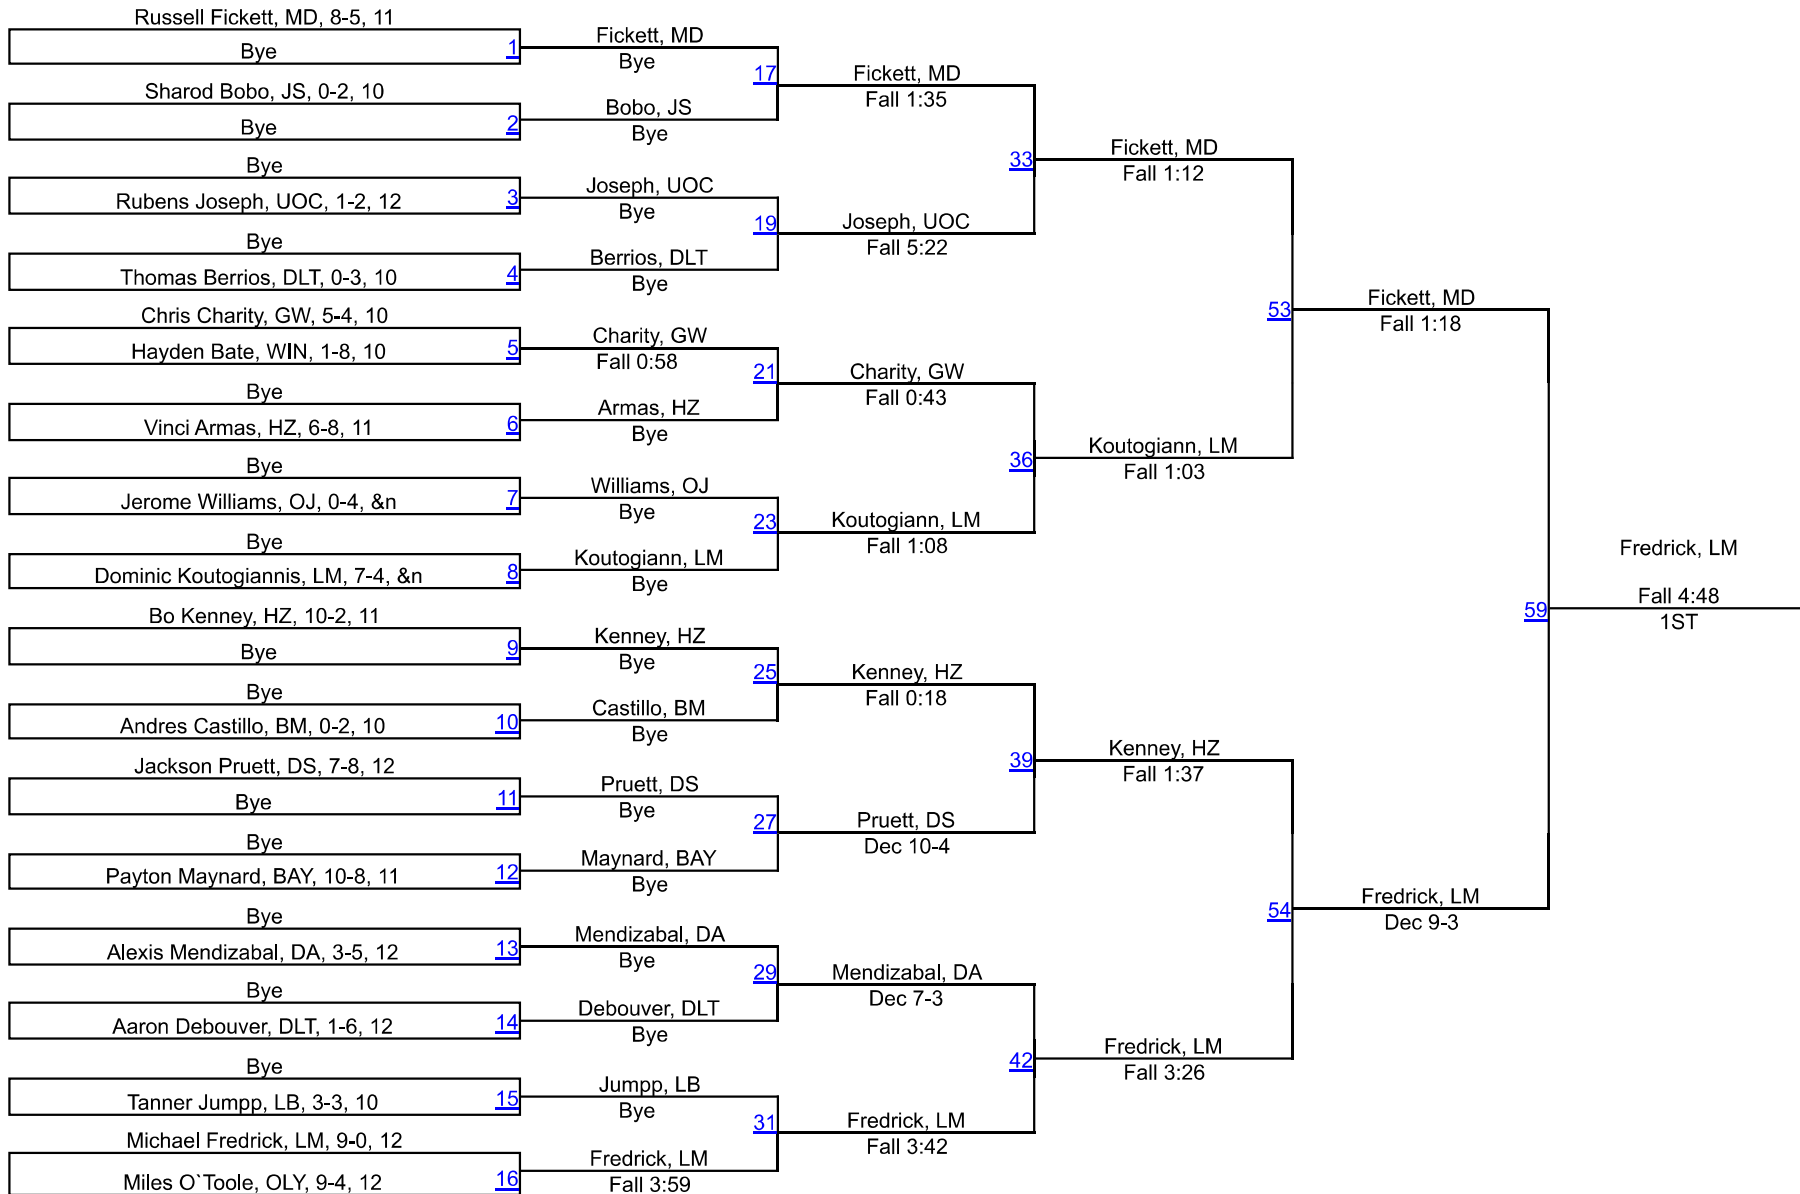 Russell Fickett, MD, 8-5, 11
Bye
1
Sharod Bobo, JS, 0-2, 10
Bye
2
Bye
Rubens Joseph, UOC, 1-2, 12
3
Bye
Thomas Berrios, DLT, 0-3, 10
4
Chris Charity, GW, 5-4, 10
Hayden Bate, WIN, 1-8, 10
5
Bye
Vinci Armas, HZ, 6-8, 11
6
Bye
Jerome Williams, OJ, 0-4, &n
7
Bye
Dominic Koutogiannis, LM, 7-4, &n
8
Bo Kenney, HZ, 10-2, 11
Bye
9
Bye
Andres Castillo, BM, 0-2, 10
10
Jackson Pruett, DS, 7-8, 12
Bye
11
Bye
Payton Maynard, BAY, 10-8, 11
12
Bye
Alexis Mendizabal, DA, 3-5, 12
13
Bye
Aaron Debouver, DLT, 1-6, 12
14
Bye
Tanner Jumpp, LB, 3-3, 10
15
Michael Fredrick, LM, 9-0, 12
Miles O`Toole, OLY, 9-4, 12
16
Fickett, MD
Bye
17
Bobo, JS
Bye
Joseph, UOC
Bye
19
Berrios, DLT
Bye
Charity, GW
Fall 0:58
21
Armas, HZ
Bye
Williams, OJ
Bye
23
Koutogiann, LM
Bye
Kenney, HZ
Bye
25
Castillo, BM
Bye
Pruett, DS
Bye
27
Maynard, BAY
Bye
Mendizabal, DA
Bye
29
Debouver, DLT
Bye
Jumpp, LB
Bye
31
Fredrick, LM
Fall 3:59
Fickett, MD
Fall 1:35
33
Joseph, UOC
Fall 5:22
Charity, GW
Fall 0:43
36
Koutogiann, LM
Fall 1:08
Kenney, HZ
Fall 0:18
39
Pruett, DS
Dec 10-4
Mendizabal, DA
Dec 7-3
42
Fredrick, LM
Fall 3:42
Fickett, MD
Fall 1:12
53
Koutogiann, LM
Fall 1:03
Kenney, HZ
Fall 1:37
54
Fredrick, LM
Fall 3:26
Fickett, MD
Fall 1:18
59
Fredrick, LM
Dec 9-3
Fredrick, LM
Fall 4:48
1ST